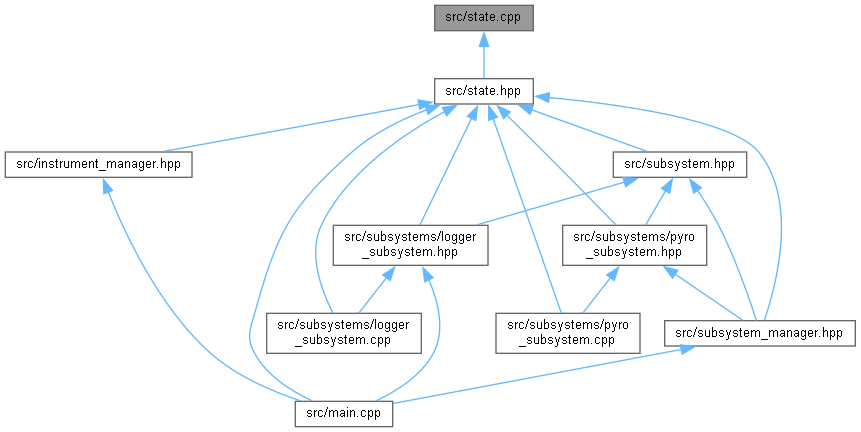 src/state.cpp
src/state.hpp
src/instrument_manager.hpp
src/subsystem.hpp
src/subsystems/logger
_subsystem.hpp
src/subsystems/pyro
_subsystem.hpp
src/subsystems/logger
_subsystem.cpp
src/subsystems/pyro
_subsystem.cpp
src/subsystem_manager.hpp
src/main.cpp